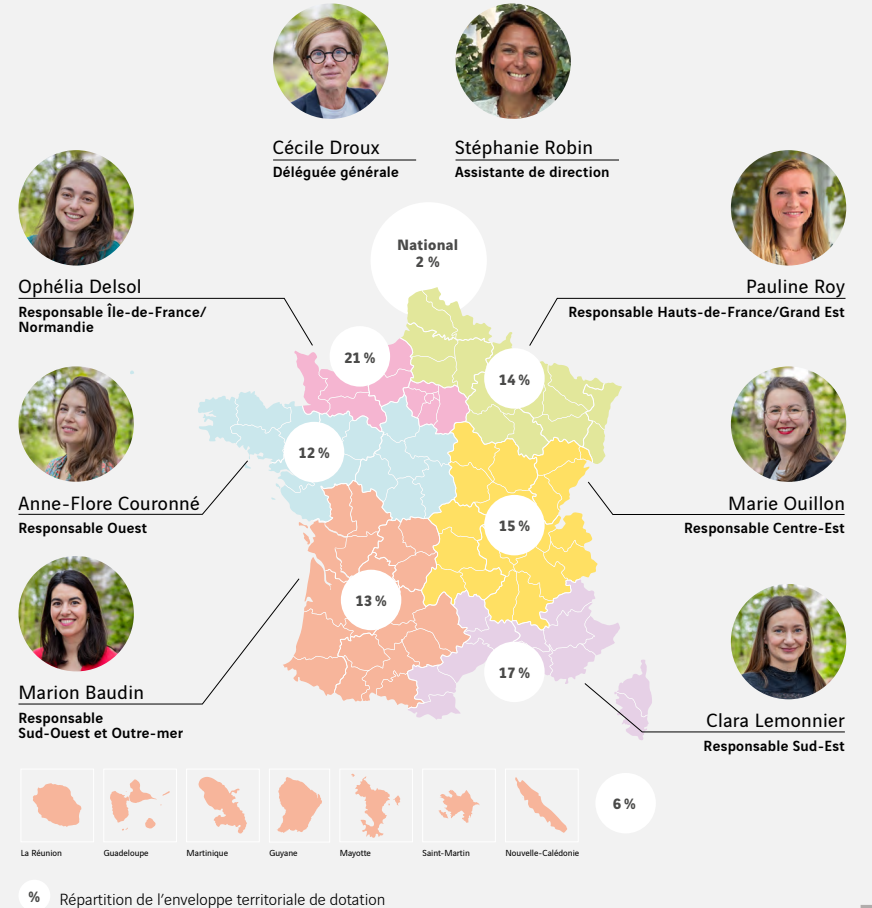 Cécile Droux
Déléguée générale
Stéphanie Robin
Assistante de direction
Ophélia Delsol
Responsable Île-de-France/
Normandie
Pauline Roy
Responsable Hauts-de-France/Grand Est
National
2 %
21 %
14 %
Anne-Flore Couronné
Responsable Ouest
12 %
Marie Ouillon
Responsable Centre-Est
15 %
Marion Baudin
Responsable
Sud-Ouest et Outre-mer
13 %
Clara Lemonnier
Responsable Sud-Est
17 %
La Réunion
Guadeloupe
Martinique
Guyane
Mayotte
Saint-Martin
Nouvelle-Calédonie
6 %
% Répartition de l'enveloppe territoriale de dotation